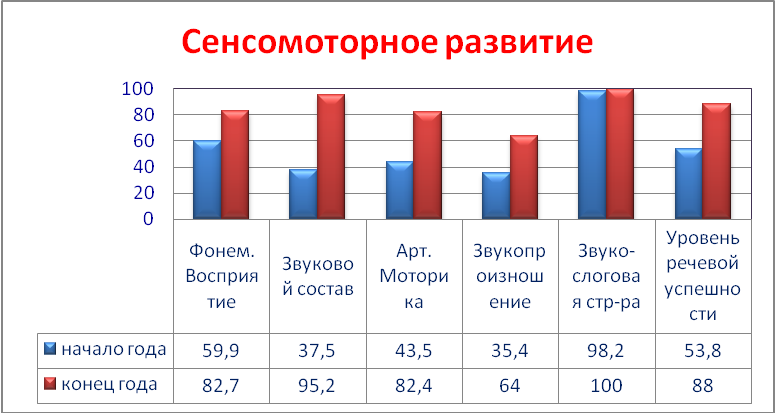 Сенсомоторное развитие
100
80
60
40
20
0
Фонем.
Восприя
тие
Звуково
й состав
Арт.
Мотори
ка
Звукопр
оизнош
ение
Звуко-
слогова
я стр-ра
Уровень
речевой
успешно
сти
начало года 59,9 37,5 43,5 35,4 98,2 53,8
конец года 82,7 95,2 82,4 64 100 88